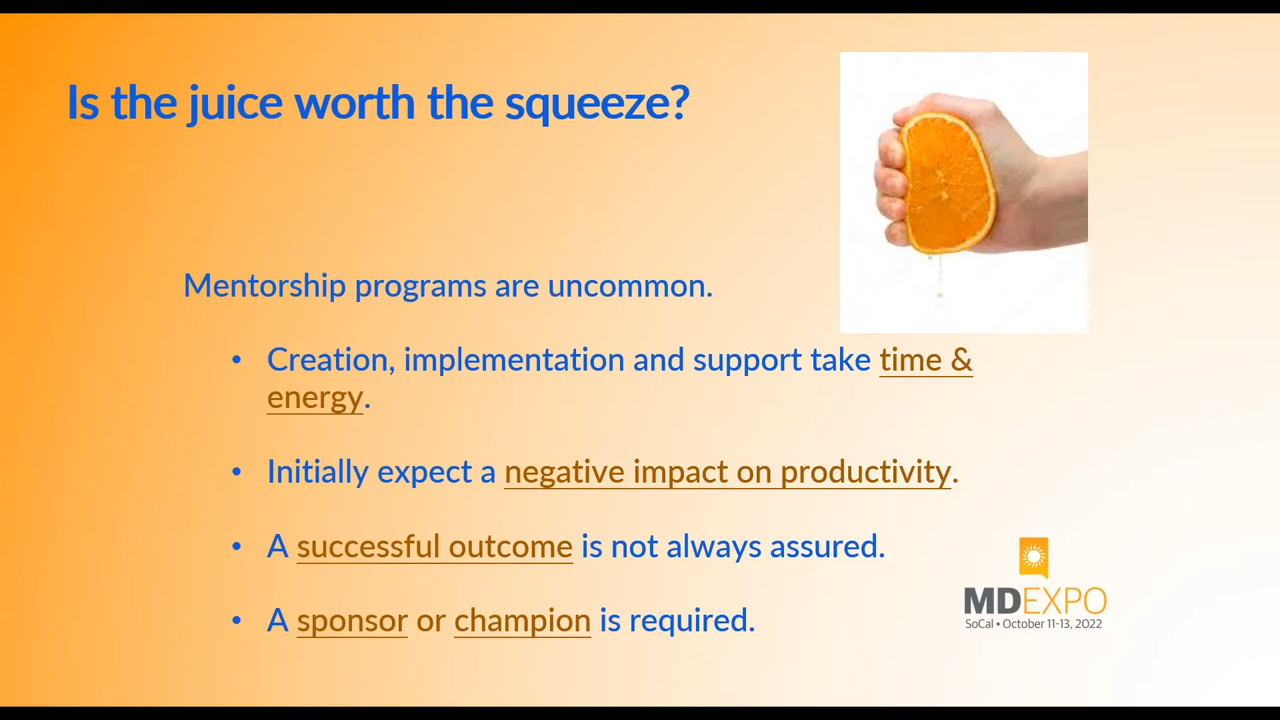 Is the juice worth the squeeze?
Mentorship programs are uncommon.
• Creation, implementation and support take time &
energy.
• Initially expect a negative impact on productivity.
• A successful outcome is not always assured.
• A sponsor or champion is required.
MDEXPO
SoCal • October 11-13, 2022